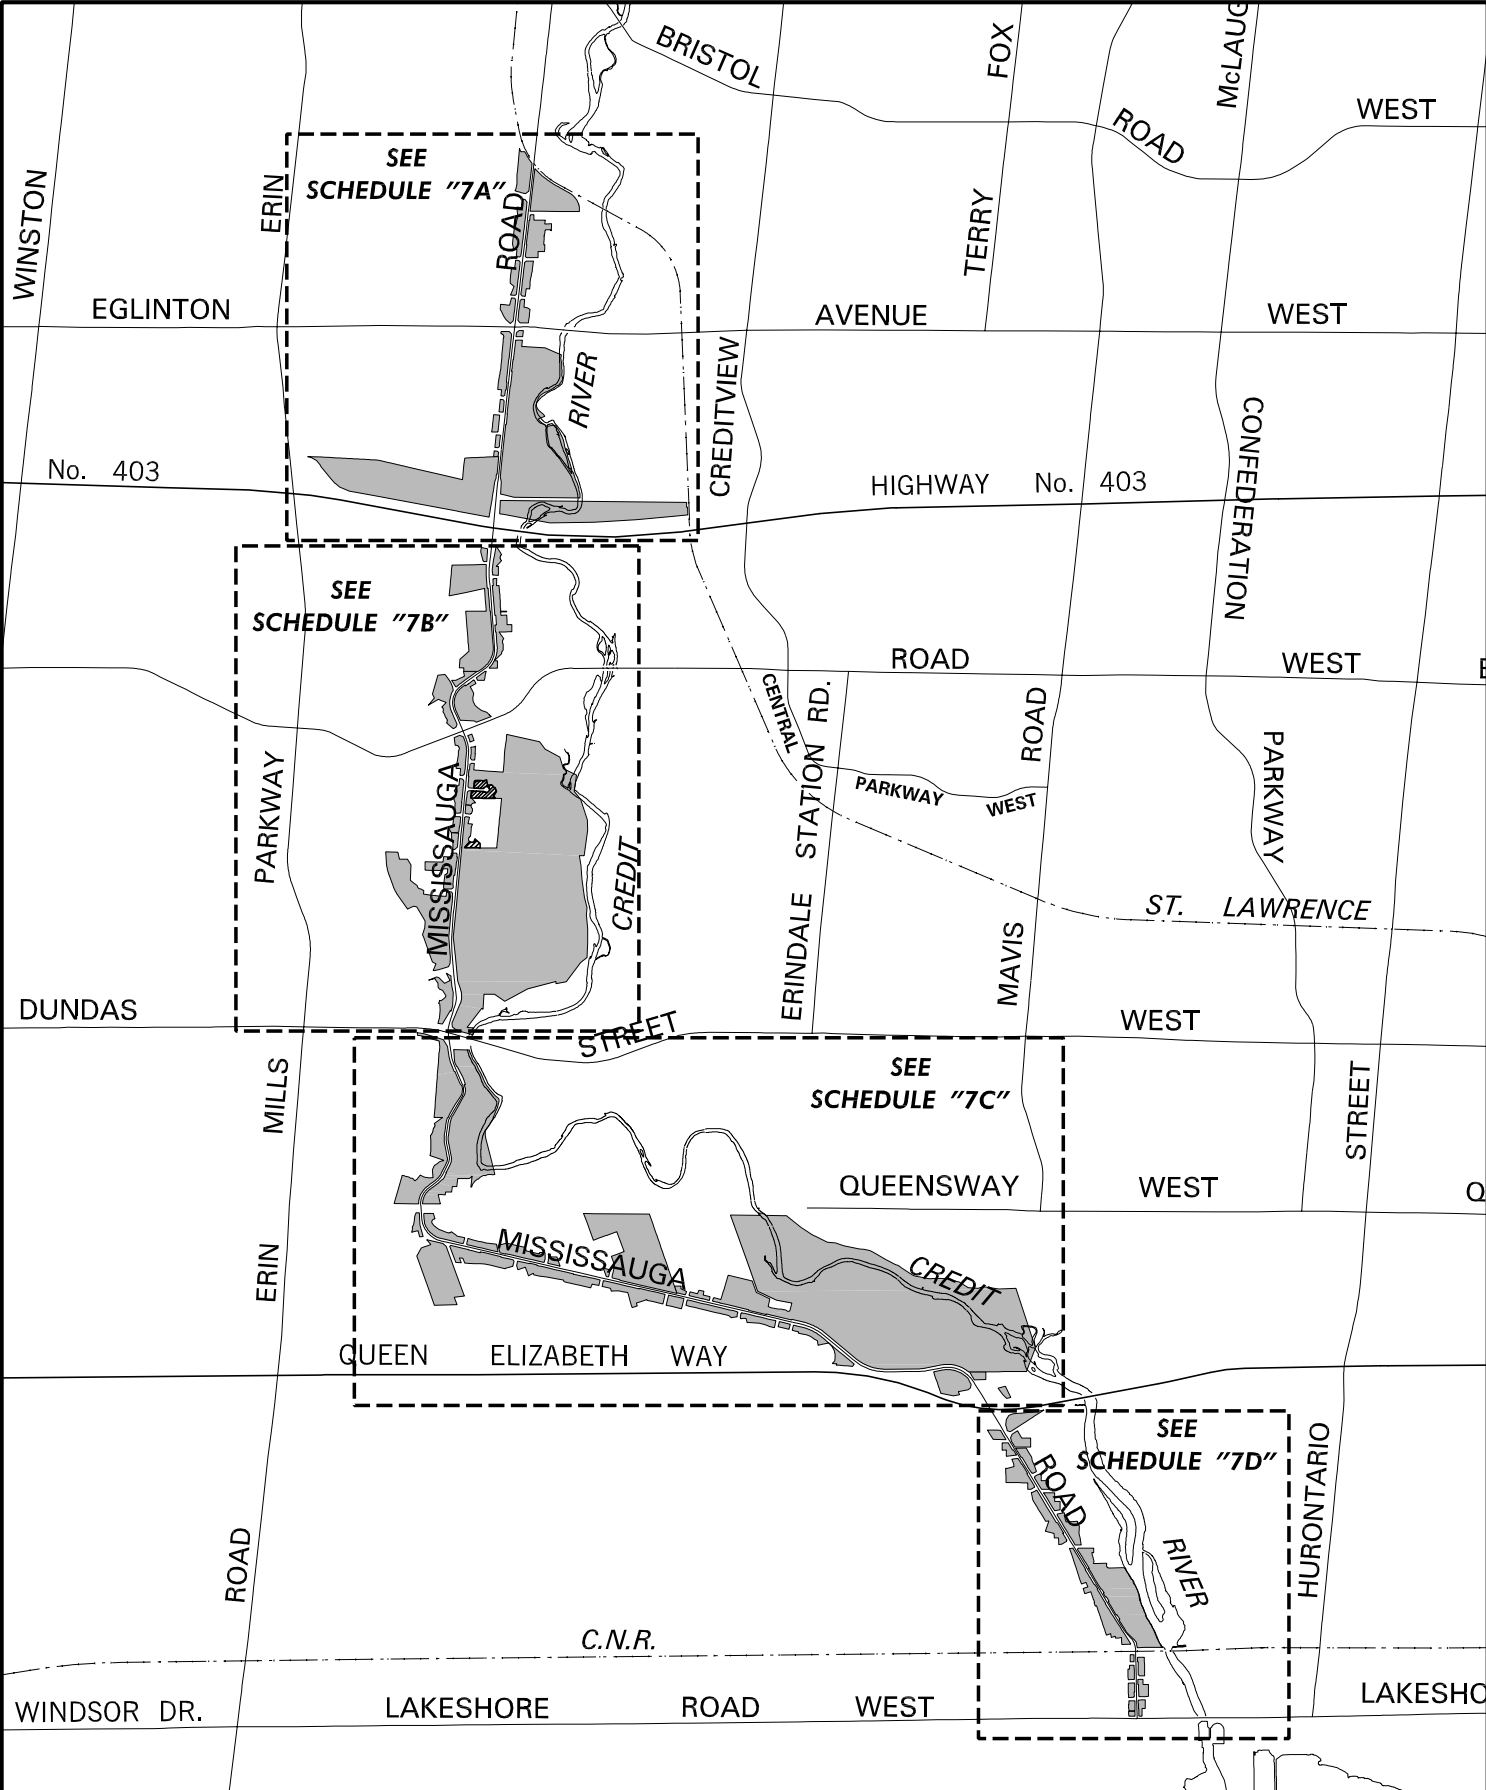 BRISTOL
ROAD
WEST
FOX
TERRY
WINSTON
ERIN
SEE
SCHEDULE "7A"
ROAD
EGLINTON
AVENUE
WEST
RIVER
CREDITVIEW
CONFEDERATION
No. 403
HIGHWAY No. 403
SEE
SCHEDULE "7B"
ROAD
WEST
CENTRAL
PARKWAY
WEST
ERINDALE STATION RD.
MAVIS
ROAD
PARKWAY
PARKWAY
MISSISSAUGA
CREDIT
ST. LAWRENCE
DUNDAS
STREET
WEST
MILLS
SEE
SCHEDULE "7C"
STREET
QUEENSWAY
WEST
Q
ERIN
MISSISSAUGA
CREDIT
QUEEN ELIZABETH WAY
SEE
SCHEDULE "7D"
ROAD
RIVER
HURONTARIO
ROAD
C.N.R.
WINDSOR DR.
LAKESHORE
ROAD
WEST
LAKESHO
McLAUG